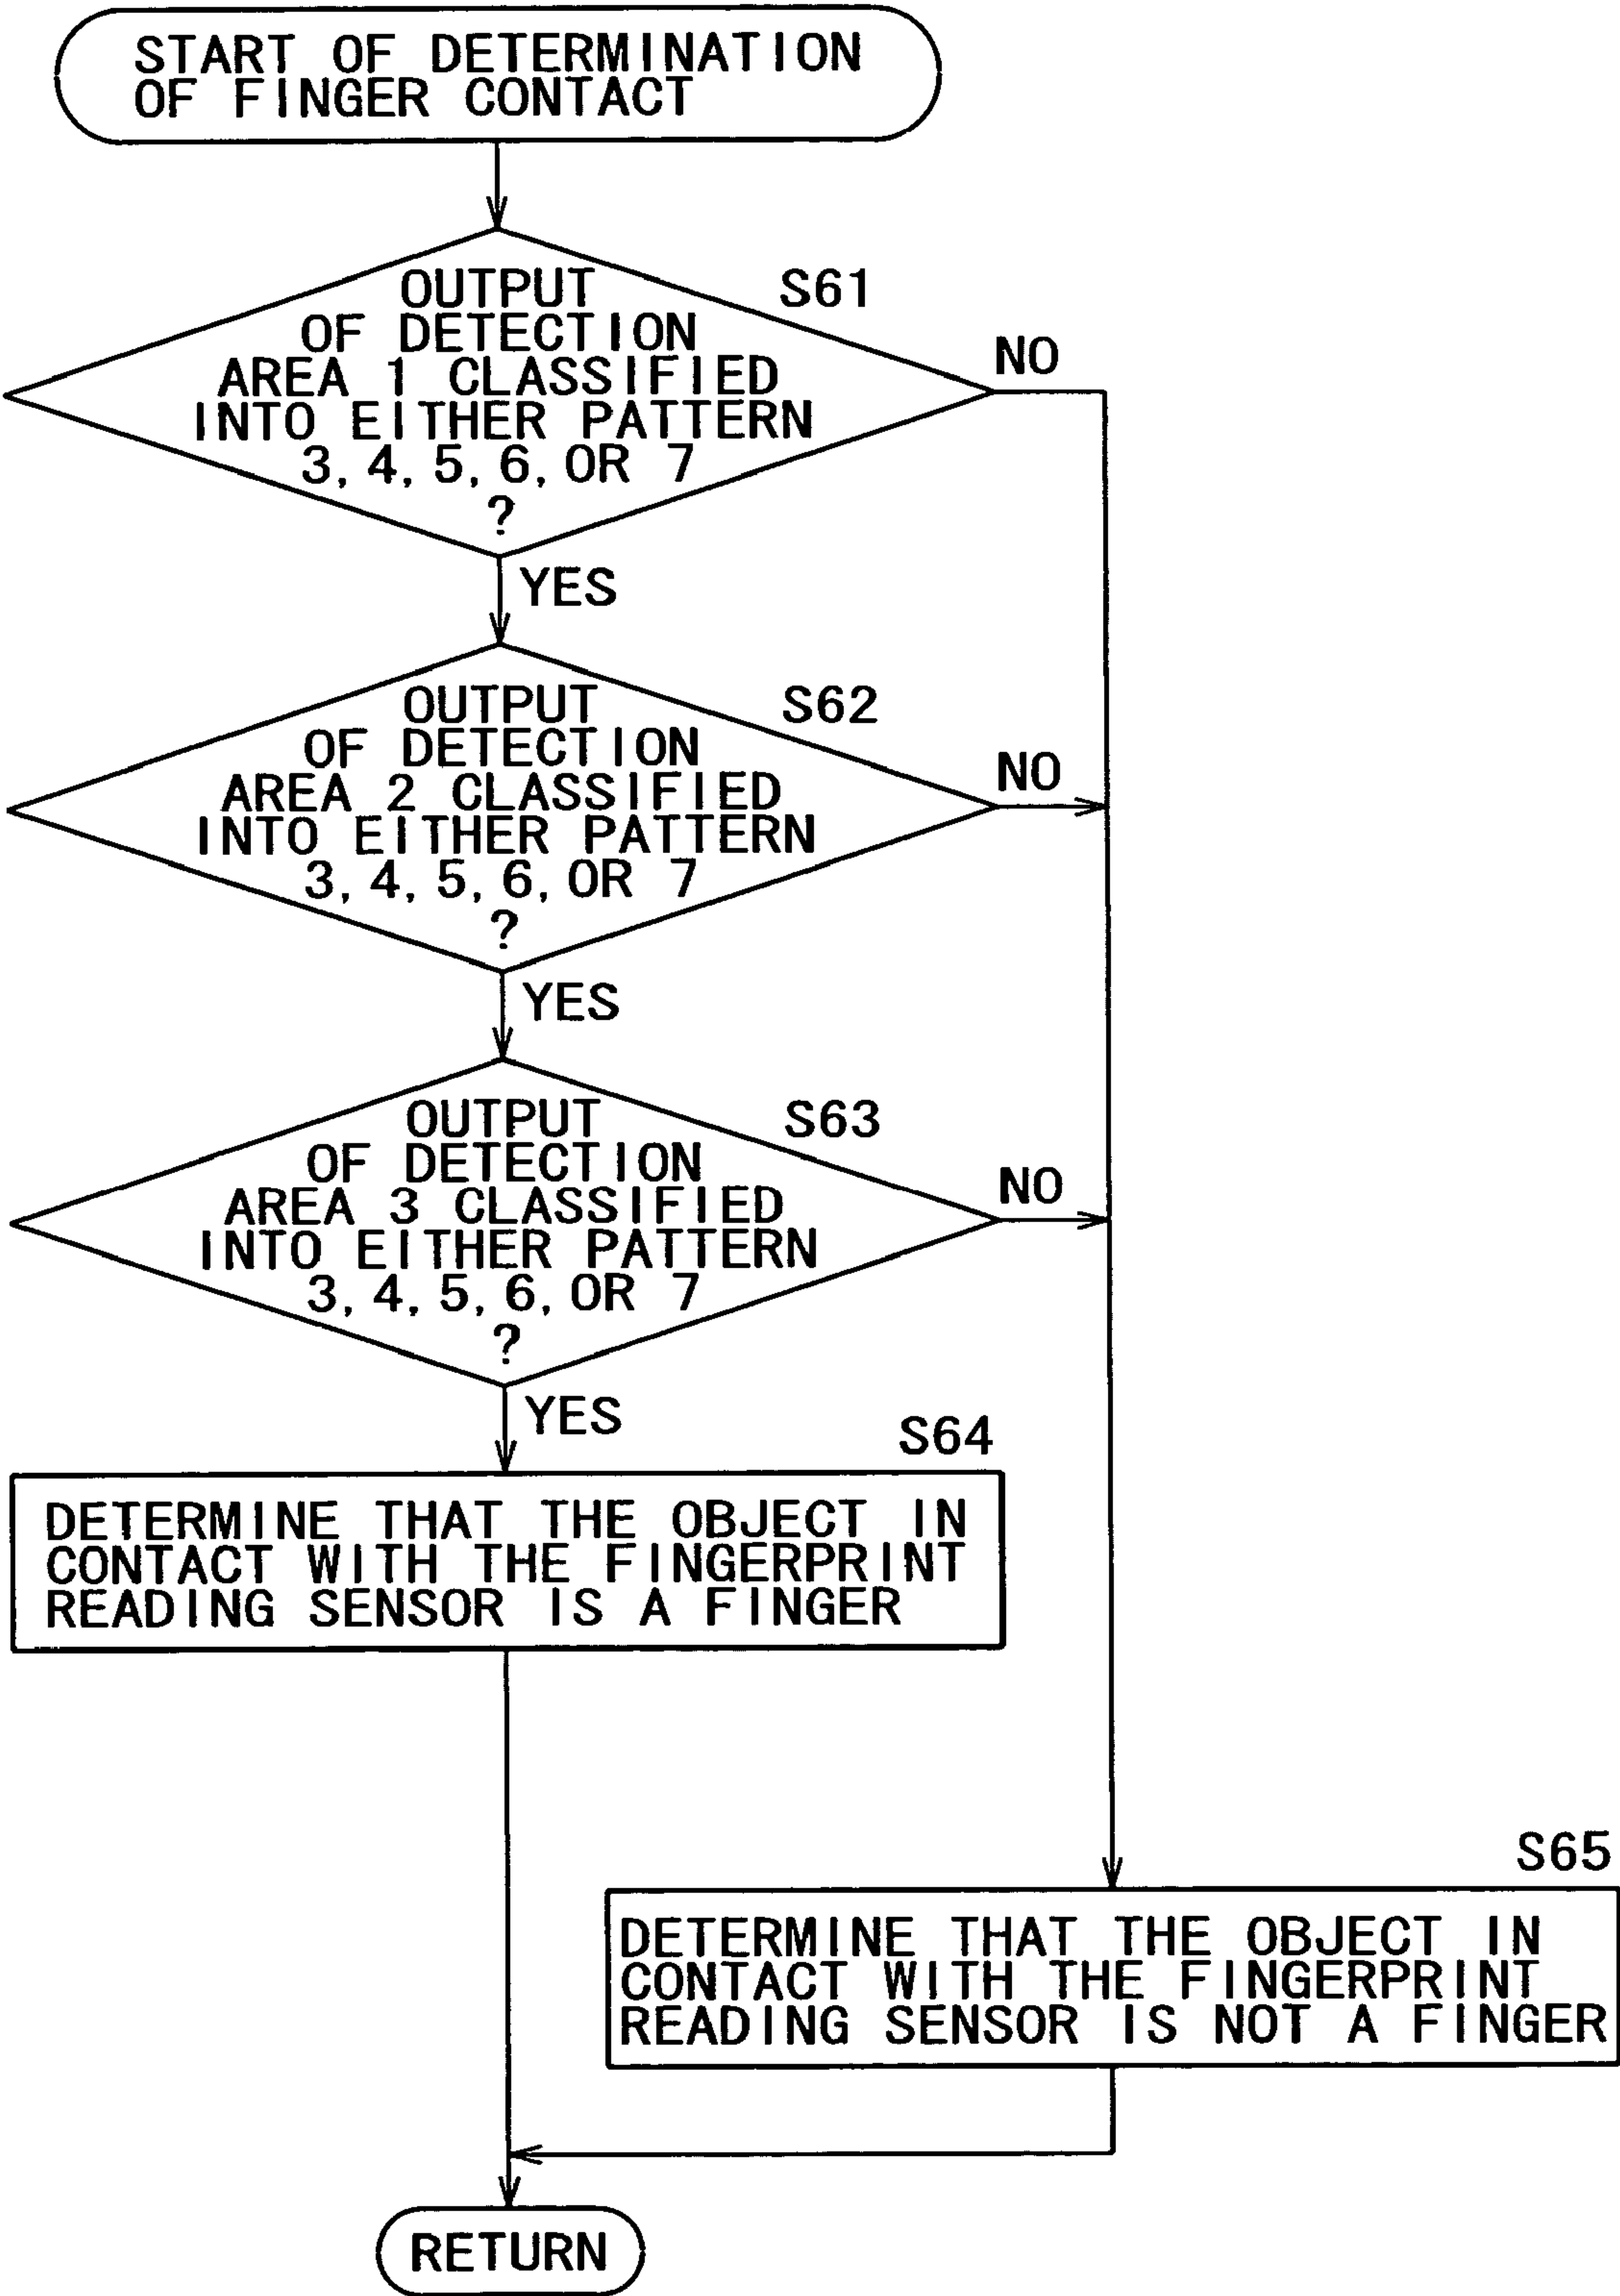 START OF DETERMINATION
OF FINGER CONTACT
OUTPUT
OF DETECTION
AREA 1 CLASSIFIED
INTO EITHER PATTERN
3, 4, 5, 6, OR 7
?
S61
NO
YES
OUTPUT
OF DETECTION
AREA 2 CLASSIFIED
INTO EITHER PATTERN
3, 4, 5, 6, OR 7
?
S62
NO
YES
OUTPUT
OF DETECTION
AREA 3 CLASSIFIED
INTO EITHER PATTERN
3, 4, 5, 6, OR 7
?
S63
NO
YES
S64
DETERMINE THAT THE OBJECT IN
CONTACT WITH THE FINGERPRINT
READING SENSOR IS A FINGER
S65
DETERMINE THAT THE OBJECT IN
CONTACT WITH THE FINGERPRINT
READING SENSOR IS NOT A FINGER
RETURN